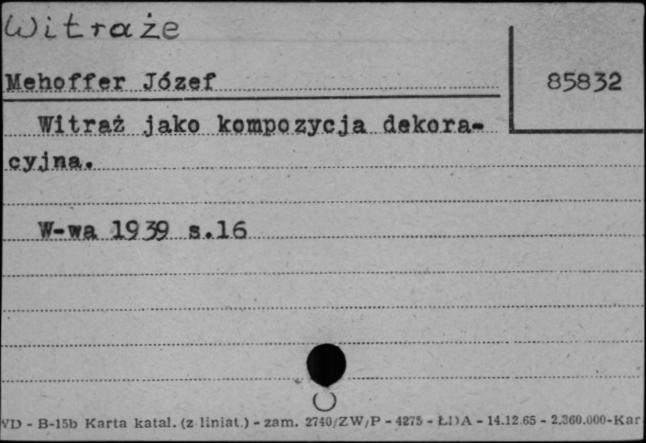 Witraże
Mehoffer Józef
85832
Witraż jako kompozycja dekora-
cyjna.
W-wa 1939 s.16
VD - B-15b Karta katal. (z liniat.) - zam. 2740/ZW/P - 4275 - ŁDA - 14.12.65 - 2.360.000-Kar